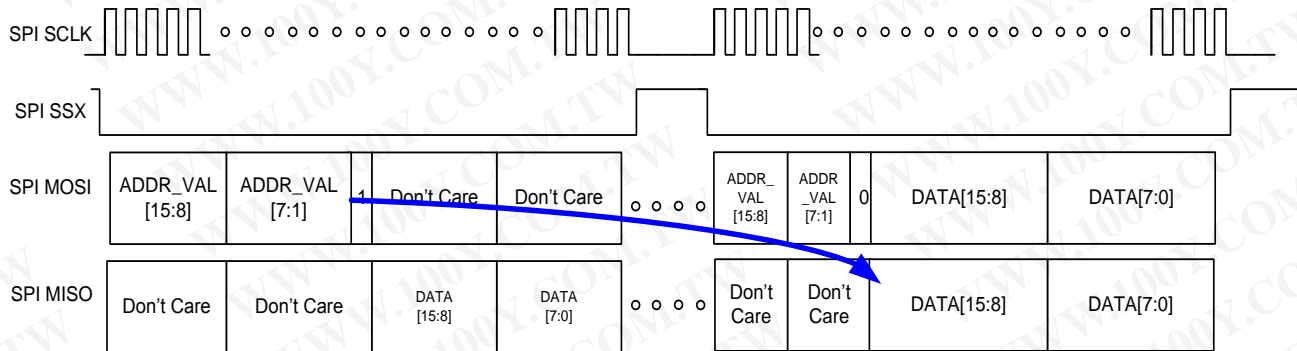 SPI SCLK
SPI SSX
SPI MOSI
ADDR_VAL
[15:8]
ADDR_VAL
[7:1]
1
Don't Care
Don't Care
ADDR_
VAL
[15:8]
ADDR
_VAL
[7:1]
0
DATA[15:8]
DATA[7:0]
SPI MISO
Don't Care
Don't Care
DATA
[15:8]
DATA
[7:0]
Don't
Care
Don't
Care
DATA[15:8]
DATA[7:0]
WWW.100Y.COM.TW